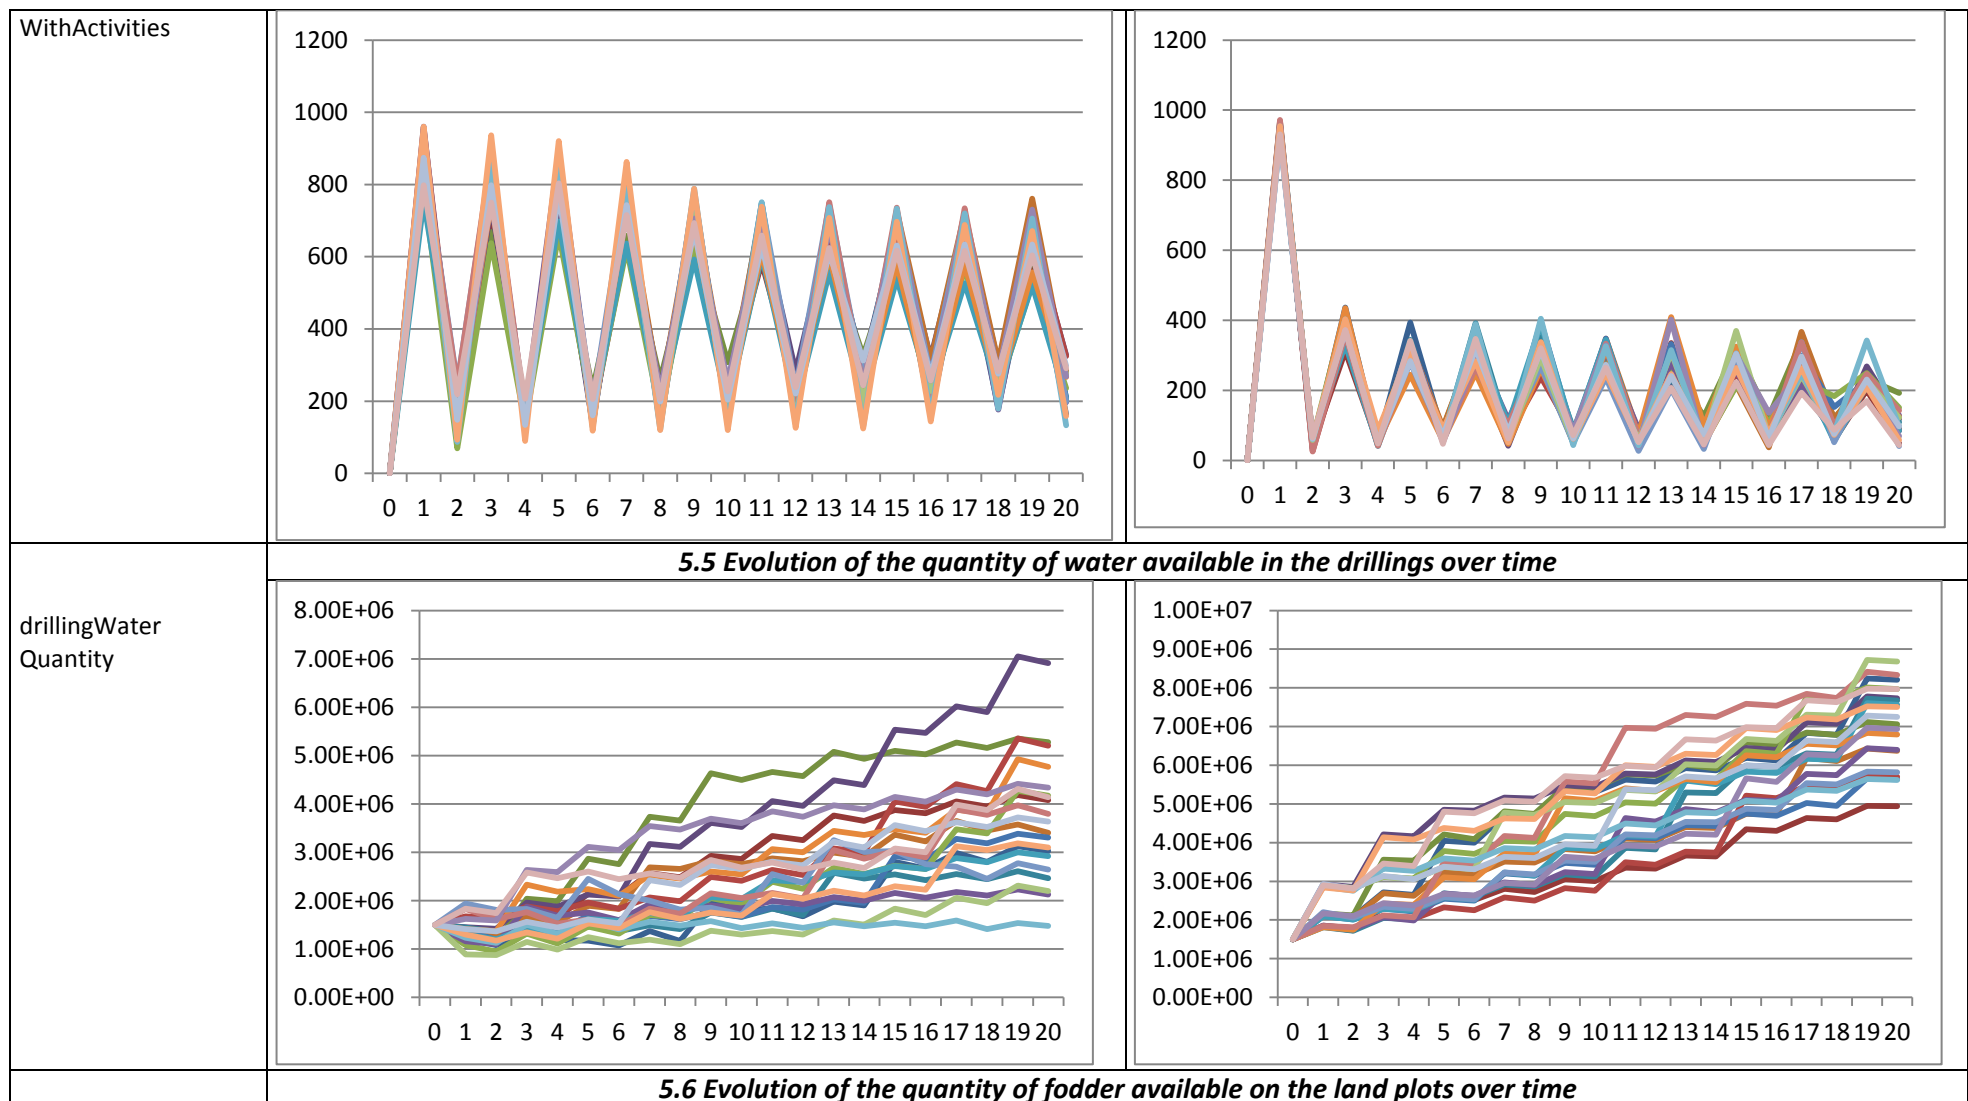 WithActivities
1200
1000
800
600
400
200
0
0 1 2 3 4 5 6 7 8 9 10 11 12 13 14 15 16 17 18 19 20
1200
1000
800
600
400
200
0
0 1 2 3 4 5 6 7 8 9 10 11 12 13 14 15 16 17 18 19 20
5.5 Evolution of the quantity of water available in the drillings over time
drillingWater
Quantity
8.00E+06
7.00E+06
6.00E+06
5.00E+06
4.00E+06
3.00E+06
2.00E+06
1.00E+06
0.00E+00
0 1 2 3 4 5 6 7 8 9 10 11 12 13 14 15 16 17 18 19 20
1.00E+07
9.00E+06
8.00E+06
7.00E+06
6.00E+06
5.00E+06
4.00E+06
3.00E+06
2.00E+06
1.00E+06
0.00E+00
0 1 2 3 4 5 6 7 8 9 10 11 12 13 14 15 16 17 18 19 20
5.6 Evolution of the quantity of fodder available on the land plots over time